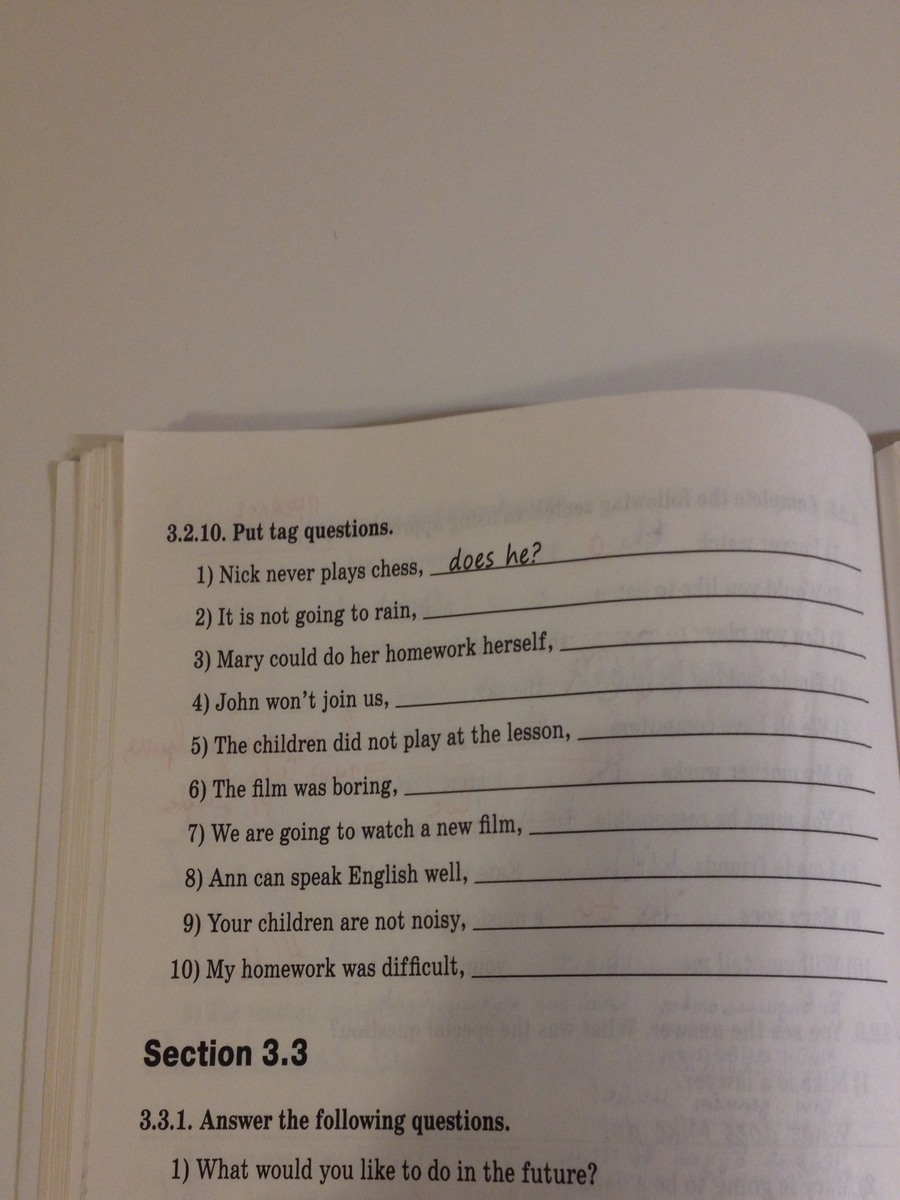 3.2.10. Put tag questions.
1) Nick never plays chess, does he?
2) It is not going to rain,
3) Mary could do her homework herself,
4) John won't join us,
5) The children did not play at the lesson,
6) The film was boring,
7) We are going to watch a new film,
8) Ann can speak English well,
9) Your children are not noisy,
10) My homework was difficult,
Section 3.3
3.3.1. Answer the following questions.
1) What would you like to do in the future?